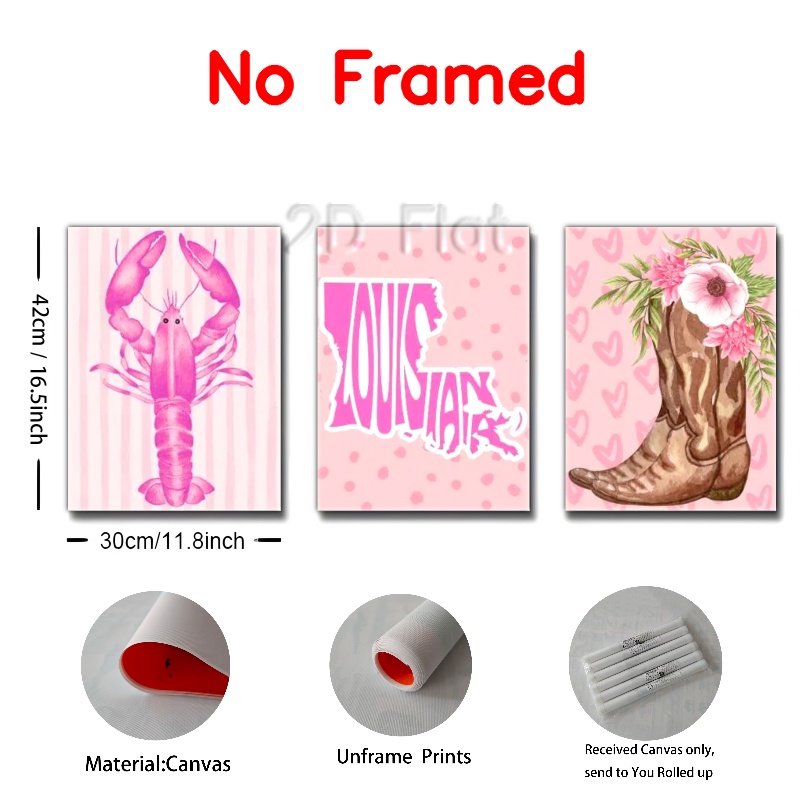 No Framed
2D Flat
42cm / 16.5inch
LOUISIANA
30cm/11.8inch
Material:Canvas
Unframe Prints
Received Canvas only,
send to You Rolled up